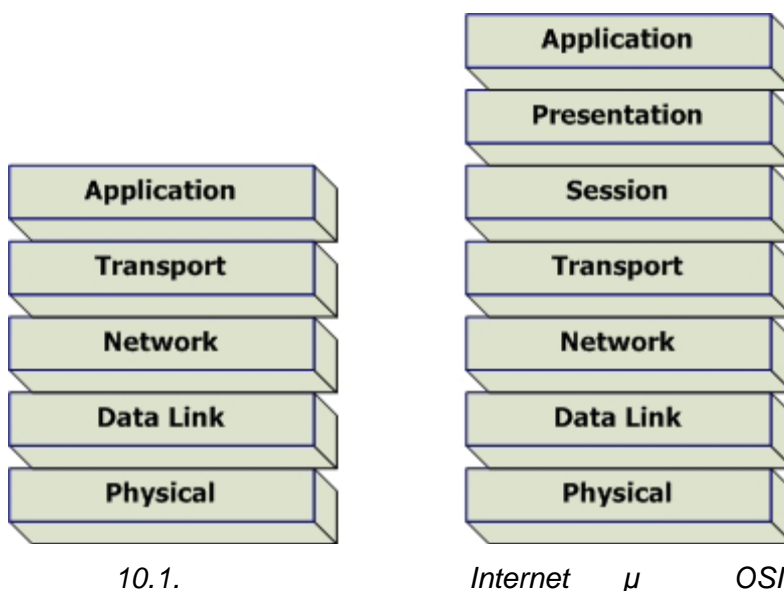 Application
Transport
Network
Data Link
Physical
Application
Presentation
Session
Transport
Network
Data Link
Physical
10.1. Internet μ OSI